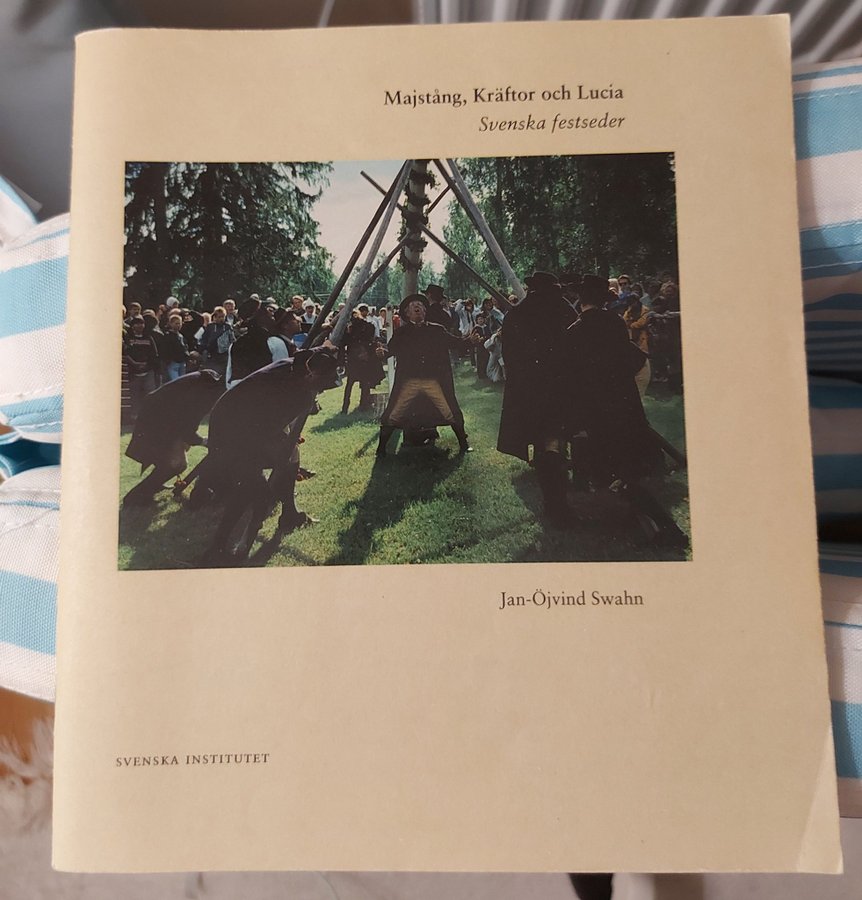 Majstång, Kräftor och Lucia
Svenska festseder
Jan-Öjvind Swahn
SVENSKA INSTITUTET